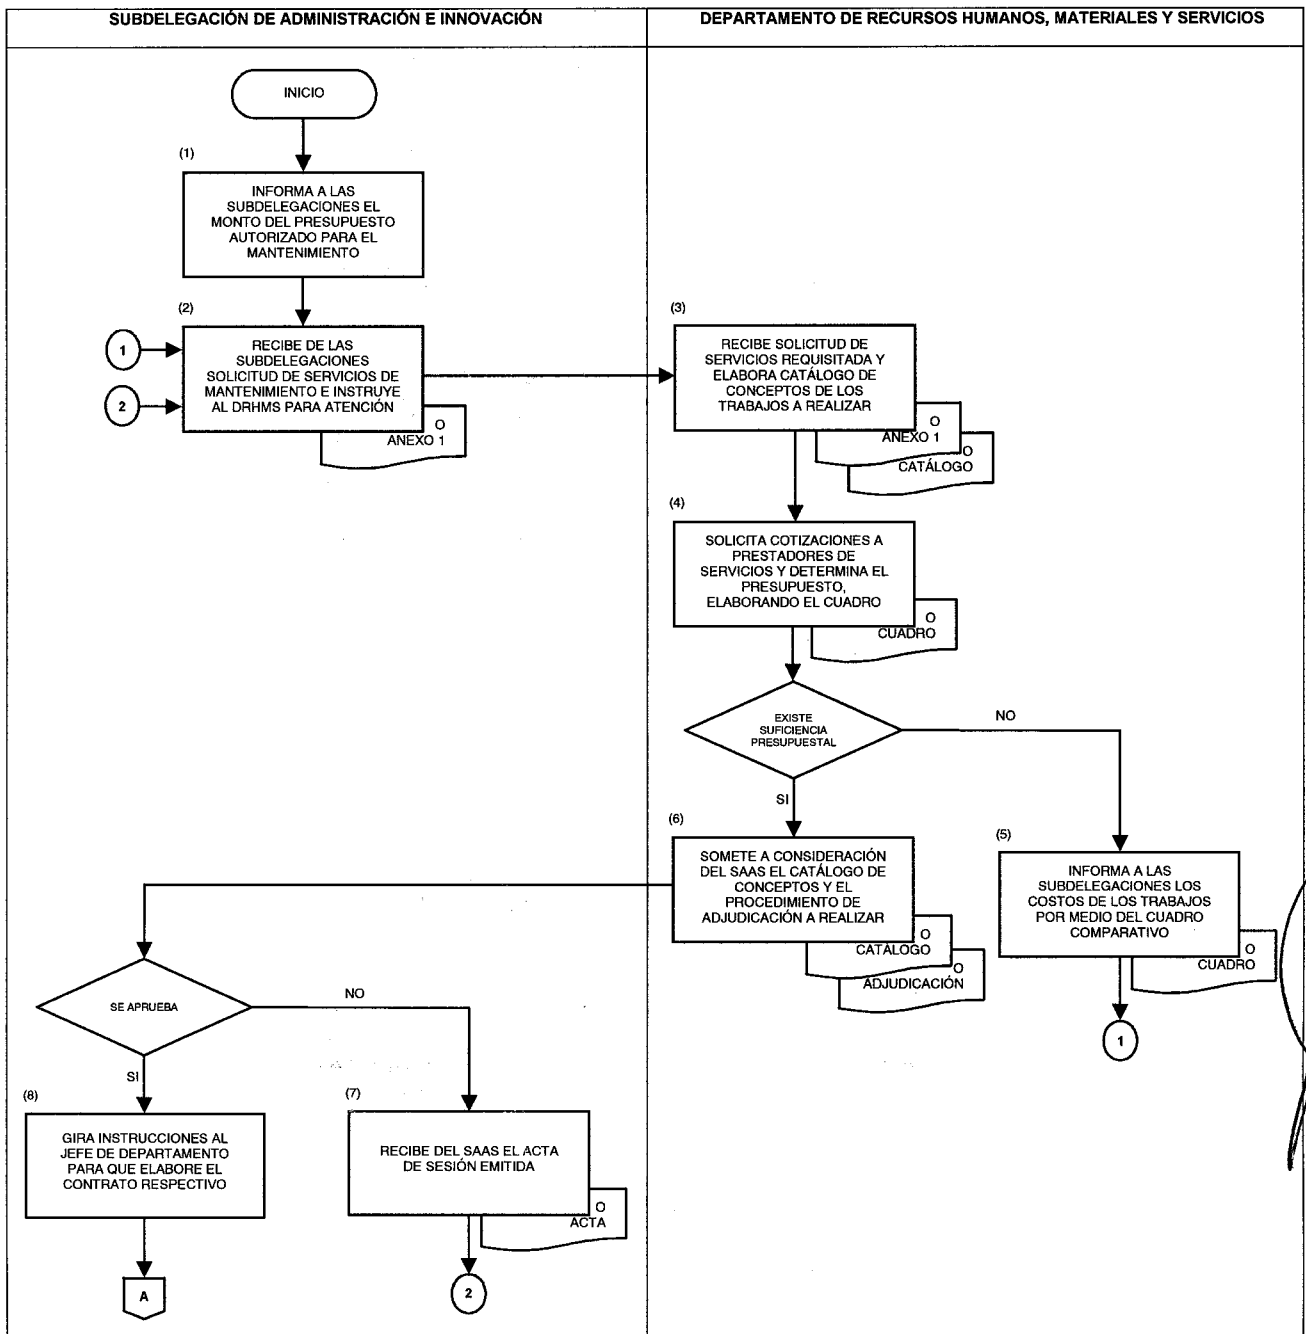 SUBDELEGACIÓN DE ADMINISTRACIÓN E INNOVACIÓN
DEPARTAMENTO DE RECURSOS HUMANOS, MATERIALES Y SERVICIOS
INICIO
(1)
INFORMA A LAS
SUBDELEGACIONES EL
MONTO DEL PRESUPUESTO
AUTORIZADO PARA EL
MANTENIMIENTO
(2)
1
2
RECIBE DE LAS
SUBDELEGACIONES
SOLICITUD DE SERVICIOS DE
MANTENIMIENTO E INSTRUYE
AL DRHMS PARA ATENCIÓN
O
ANEXO 1
(3)
RECIBE SOLICITUD DE
SERVICIOS REQUISITADA Y
ELABORA CATÁLOGO DE
CONCEPTOS DE LOS
TRABAJOS A REALIZAR
O
ANEXO 1
O
CATÁLOGO
(4)
SOLICITA COTIZACIONES A
PRESTADORES DE
SERVICIOS Y DETERMINA EL
PRESUPUESTO,
ELABORANDO EL CUADRO
O
CUADRO
EXISTE
SUFICIENCIA
PRESUPUESTAL
NO
SI
(6)
SOMETE A CONSIDERACIÓN
DEL SAAS EL CATÁLOGO DE
CONCEPTOS Y EL
PROCEDIMIENTO DE
ADJUDICACIÓN A REALIZAR
O
CATÁLOGO
O
ADJUDICACIÓN
(5)
INFORMA A LAS
SUBDELEGACIONES LOS
COSTOS DE LOS TRABAJOS
POR MEDIO DEL CUADRO
COMPARATIVO
O
CUADRO
1
SE APRUEBA
NO
SI
(8)
GIRA INSTRUCCIONES AL
JEFE DE DEPARTAMENTO
PARA QUE ELABORE EL
CONTRATO RESPECTIVO
A
(7)
RECIBE DEL SAAS EL ACTA
DE SESIÓN EMITIDA
O
ACTA
2